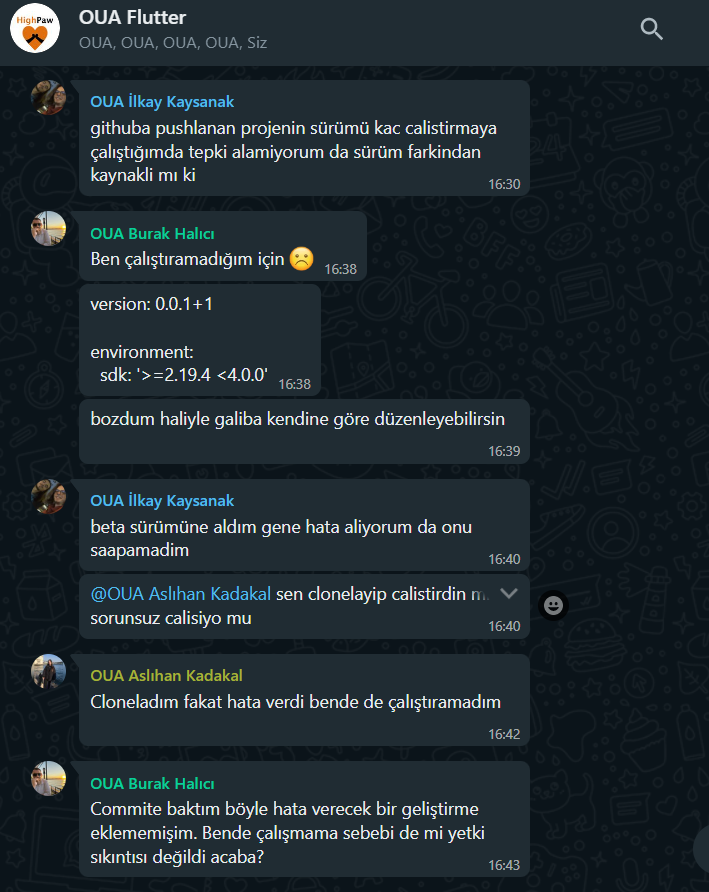 HighPaw
OUA Flutter
OUA, OUA, OUA, OUA, Siz
OUA İlkay Kaysanak
githuba pushlanan projenin sürümü kac calistirmaya
çalıştığımda tepki alamiyorum da sürüm farkindan
kaynakli mı ki
16:30
OUA Burak Halıcı
Ben çalıştıramadığım için ☹️
16:38
version: 0.0.1+1
environment:
sdk: '>=2.19.4 <4.0.0'
16:38
bozdum haliyle galiba kendine göre düzenleyebilirsin
16:39
OUA İlkay Kaysanak
beta sürümüne aldım gene hata aliyorum da onu
saapamadim
16:40
@OUA Aslıhan Kadakal sen clonelayip calistirdin
sorunsuz calisiyo mu
16:40
OUA Aslıhan Kadakal
Cloneladım fakat hata verdi bende de çalıştıramadım
16:42
OUA Burak Halıcı
Commite baktım böyle hata verecek bir geliştirme
eklememişim. Bende çalışmama sebebi de mi yetki
sıkıntısı değildi acaba?
16:43